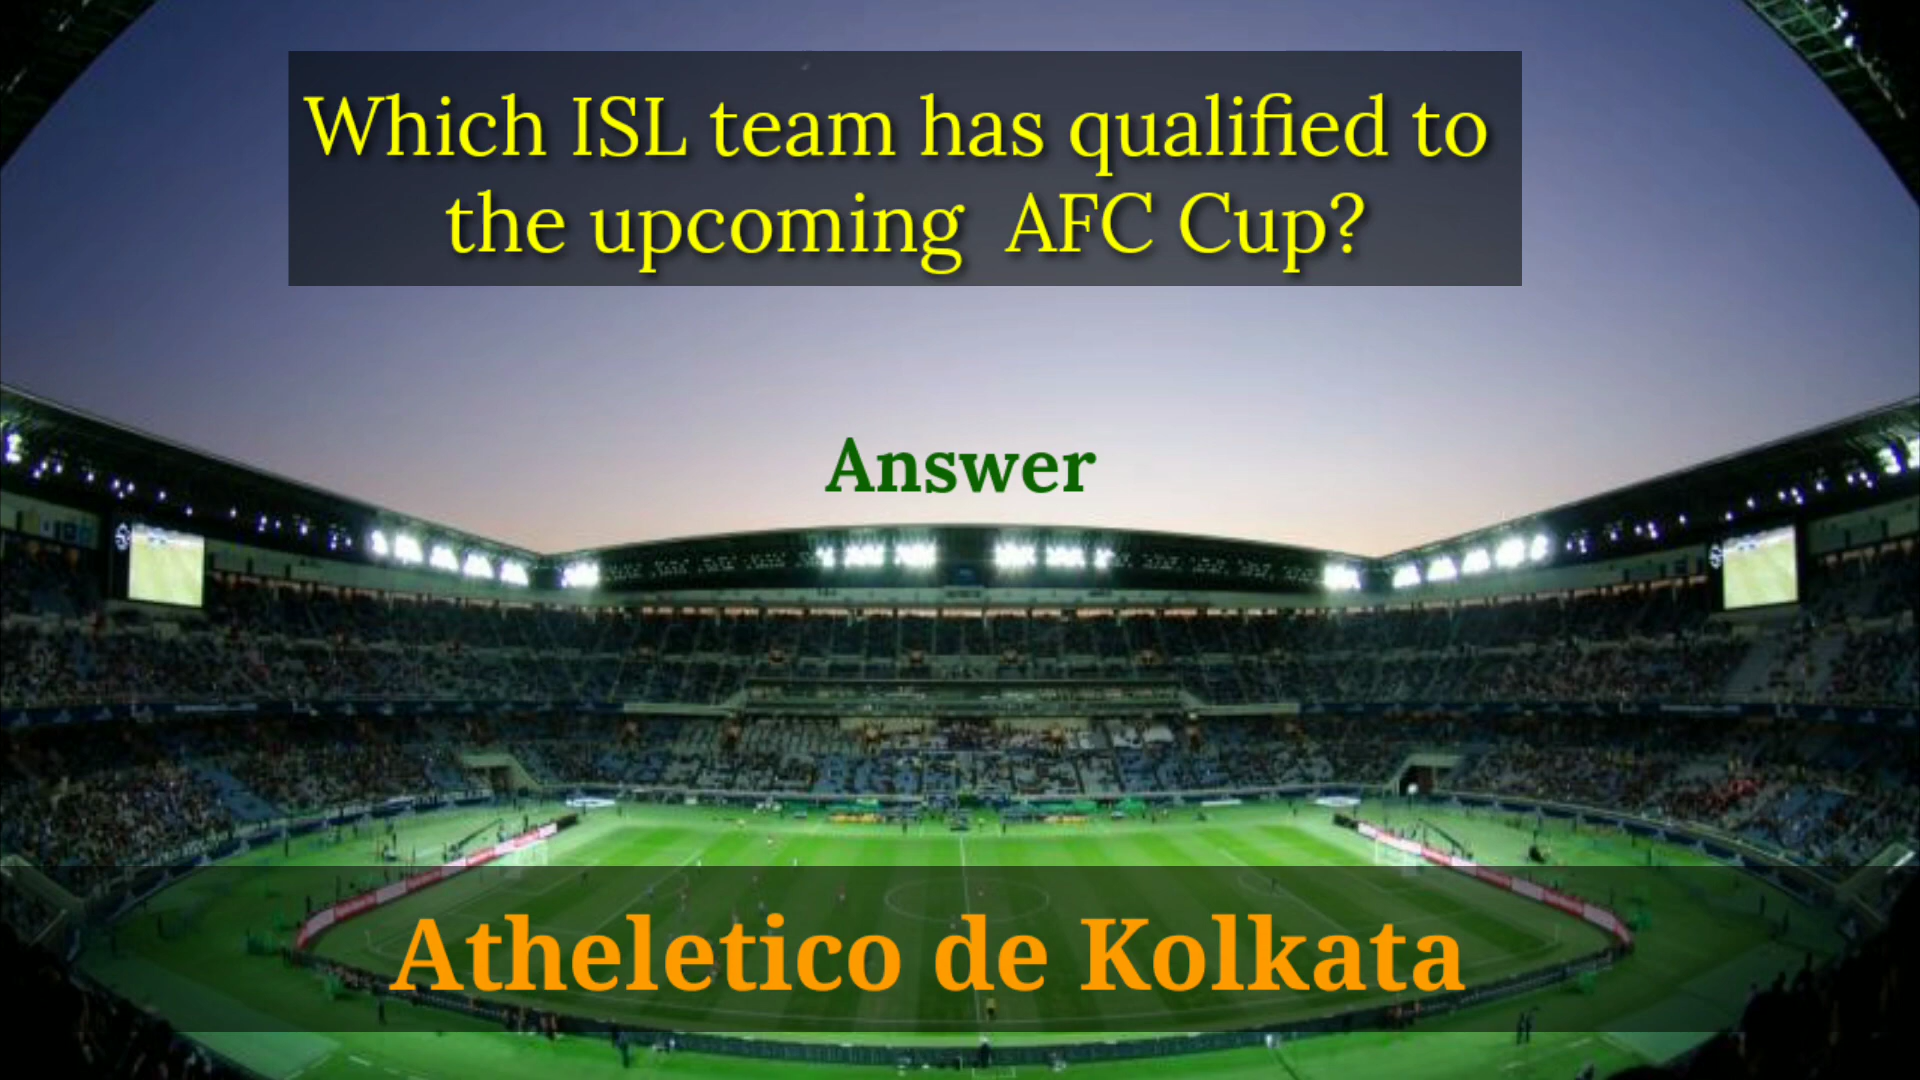 Which ISL team has qualified to
the upcoming AFC Cup?
Answer
Atheletico de Kolkata